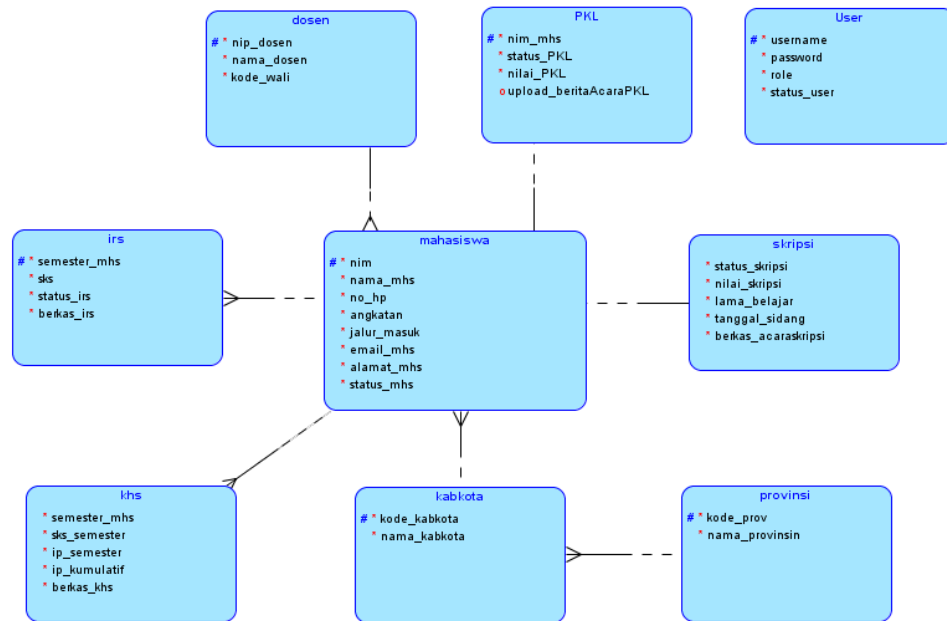 dosen
# * nip_dosen
* nama_dosen
* kode_wali
PKL
# * nim_mhs
* status_PKL
* nilai_PKL
o upload_beritaAcaraPKL
User
# * username
* password
* role
* status_user
irs
# * semester_mhs
* sks
* status_irs
* berkas_irs
mahasiswa
# * nim
* nama_mhs
* no_hp
* angkatan
* jalur_masuk
* email_mhs
* alamat_mhs
* status_mhs
skripsi
* status_skripsi
* nilai_skripsi
* lama_belajar
* tanggal_sidang
* berkas_acaraskripsi
khs
* semester_mhs
* sks_semester
* ip_semester
* ip_kumulatif
* berkas_khs
kabkota
# * kode_kabkota
* nama_kabkota
provinsi
# * kode_prov
* nama_provinsin